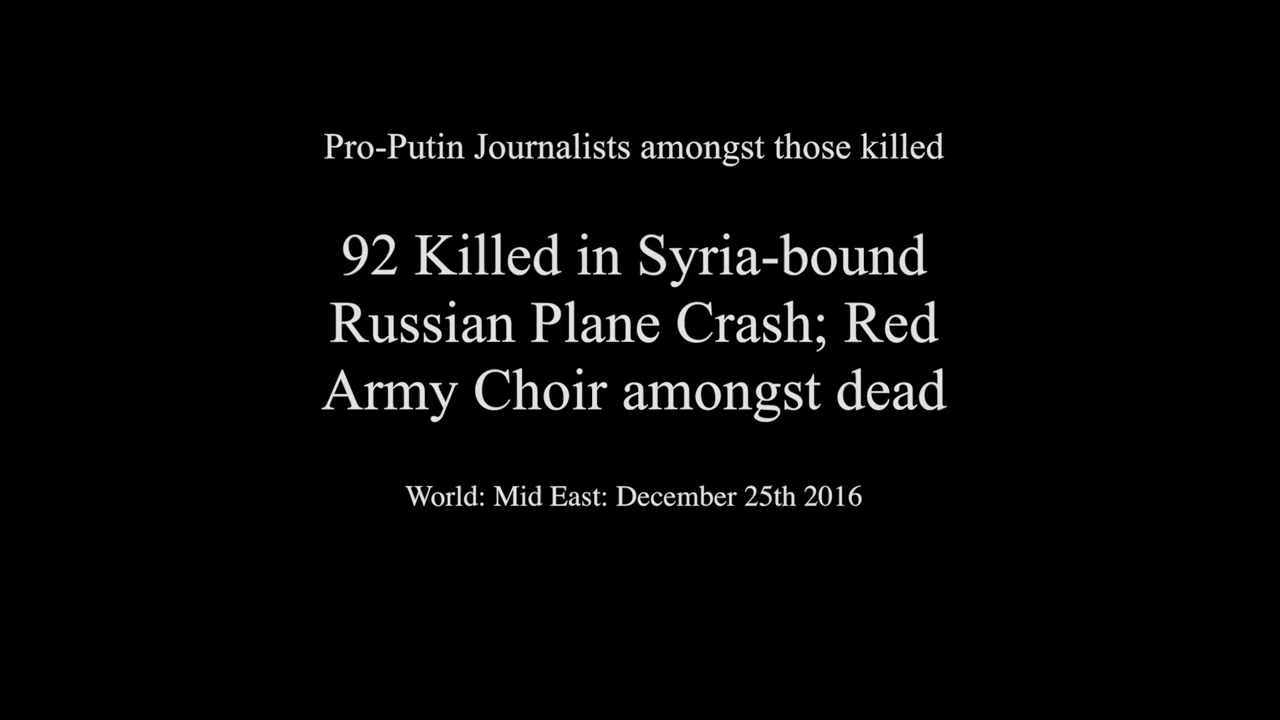 Pro-Putin Journalists amongst those killed
92 Killed in Syria-bound
Russian Plane Crash; Red
Army Choir amongst dead
World: Mid East: December 25th 2016